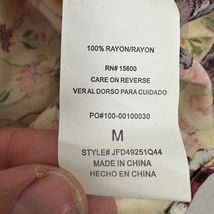 100% RAYON/RAYON
RN# 15600
CARE ON REVERSE
VER AL DORSO PARA CUIDADO
PO#100-00100030
M
STYLE# JFD49251Q44
MADE IN CHINA
HECHO EN CHINA